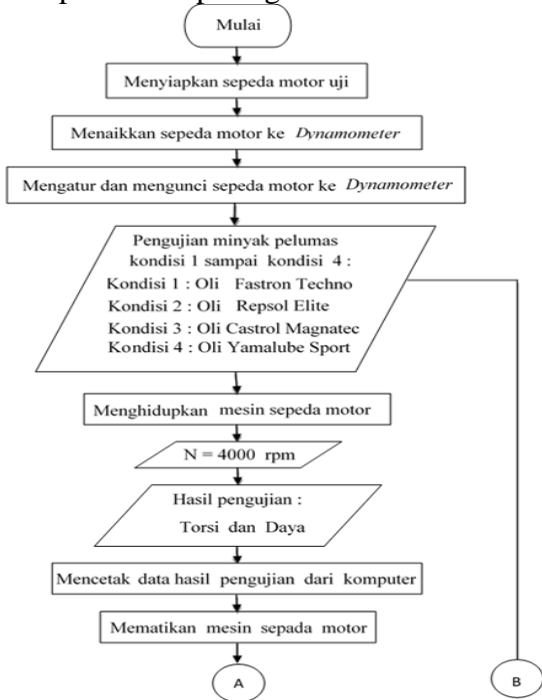 Mulai
Menyiapkan sepeda motor uji
Menaikkan sepeda motor ke Dynamometer
Mengatur dan mengunci sepeda motor ke Dynamometer
Pengujian minyak pelumas
kondisi 1 sampai kondisi 4 :
Kondisi 1 : Oli Fastron Techno
Kondisi 2 : Oli Repsol Elite
Kondisi 3 : Oli Castrol Magnatec
Kondisi 4 : Oli Yamalube Sport
Menghidupkan mesin sepeda motor
N = 4000 rpm
Hasil pengujian :
Torsi dan Daya
Mencetak data hasil pengujian dari komputer
Mematikan mesin sepada motor
A
B